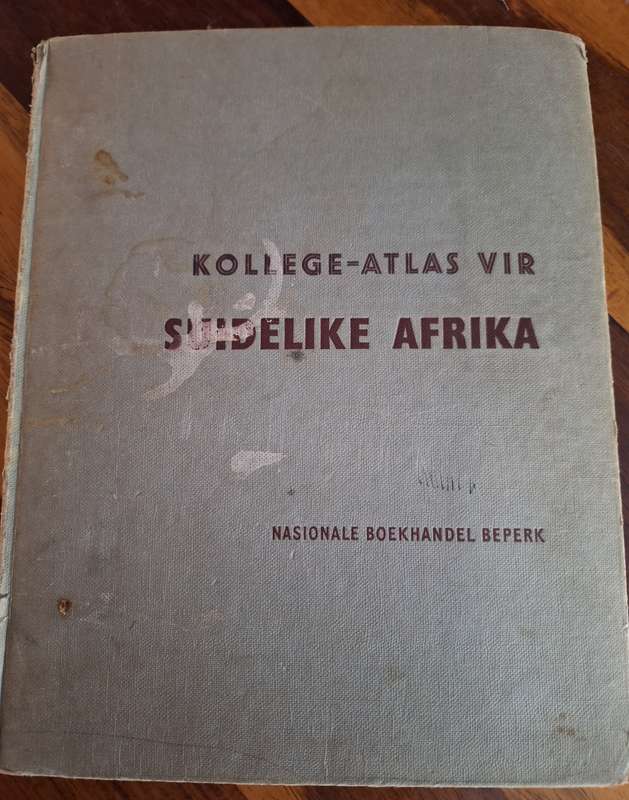 KOLLEGE-ATLAS VIR
SUIDELIKE AFRIKA
NASIONALE BOEKHANDEL BEPERK